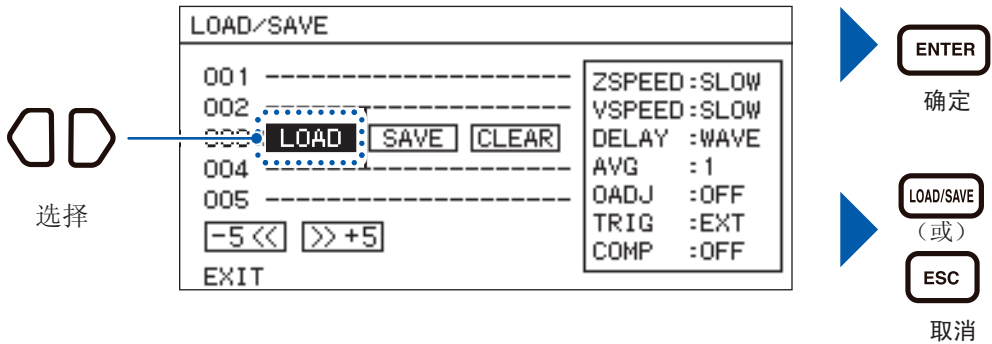 LOAD/SAVE
001 --------------------
002 --------------------
003 LOAD SAVE CLEAR
004 --------------------
005 --------------------
-5 << >> +5
EXIT
ZSPEED:SLOW
VSPEED:SLOW
DELAY :WAVE
AVG :1
OADJ :OFF
TRIG :EXT
COMP :OFF
选择
ENTER
确定
LOAD/SAVE
（或）
ESC
取消